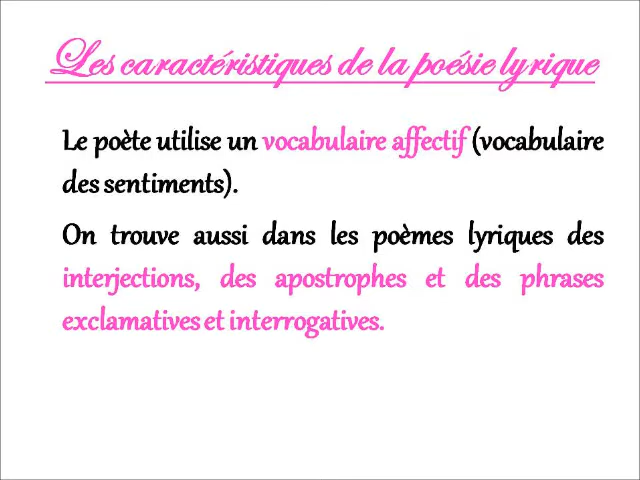 Les caractéristiques de la poésie lyrique
Le poète utilise un vocabulaire affectif (vocabulaire
des sentiments).
On trouve aussi dans les poèmes lyriques des
interjections, des apostrophes et des phrases
exclamatives et interrogatives.